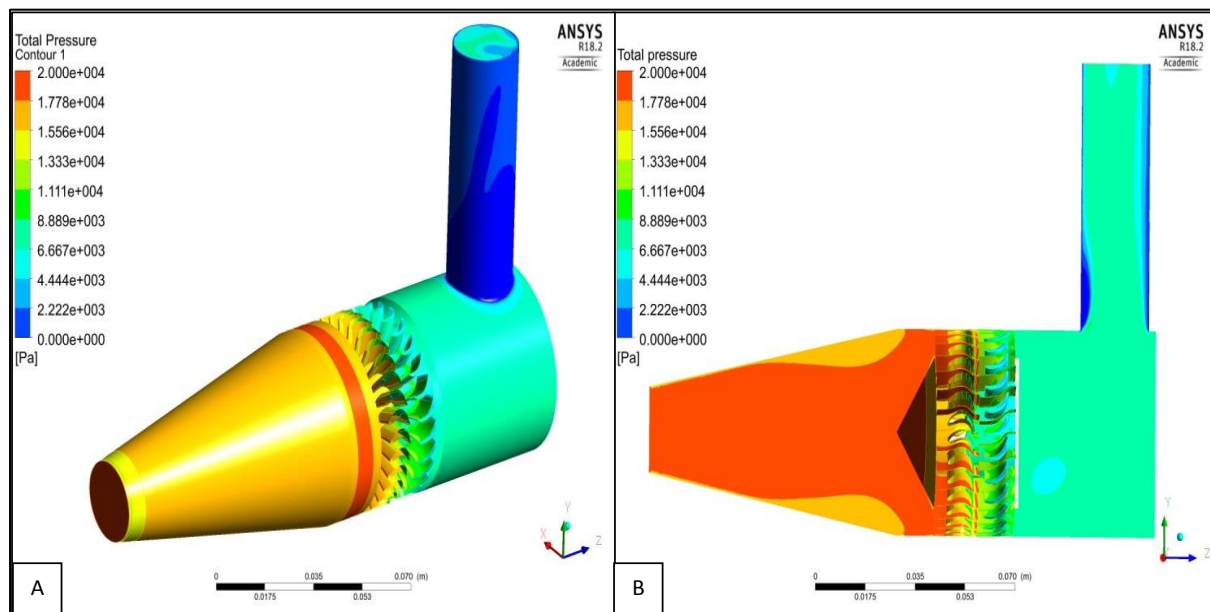 Total Pressure
Contour 1
2.000e+004
1.778e+004
1.556e+004
1.333e+004
1.111e+004
8.889e+003
6.667e+003
4.444e+003
2.222e+003
0.000e+000
[Pa]
ANSYS
R18.2
Academic
Y
X
Z
0 0.035 0.070 (m)
0.0175 0.053
A
Total pressure
2.000e+004
1.778e+004
1.556e+004
1.333e+004
1.111e+004
8.889e+003
6.667e+003
4.444e+003
2.222e+003
0.000e+000
[Pa]
ANSYS
R18.2
Academic
Y
Z
0 0.035 0.070 (m)
0.0175 0.053
B